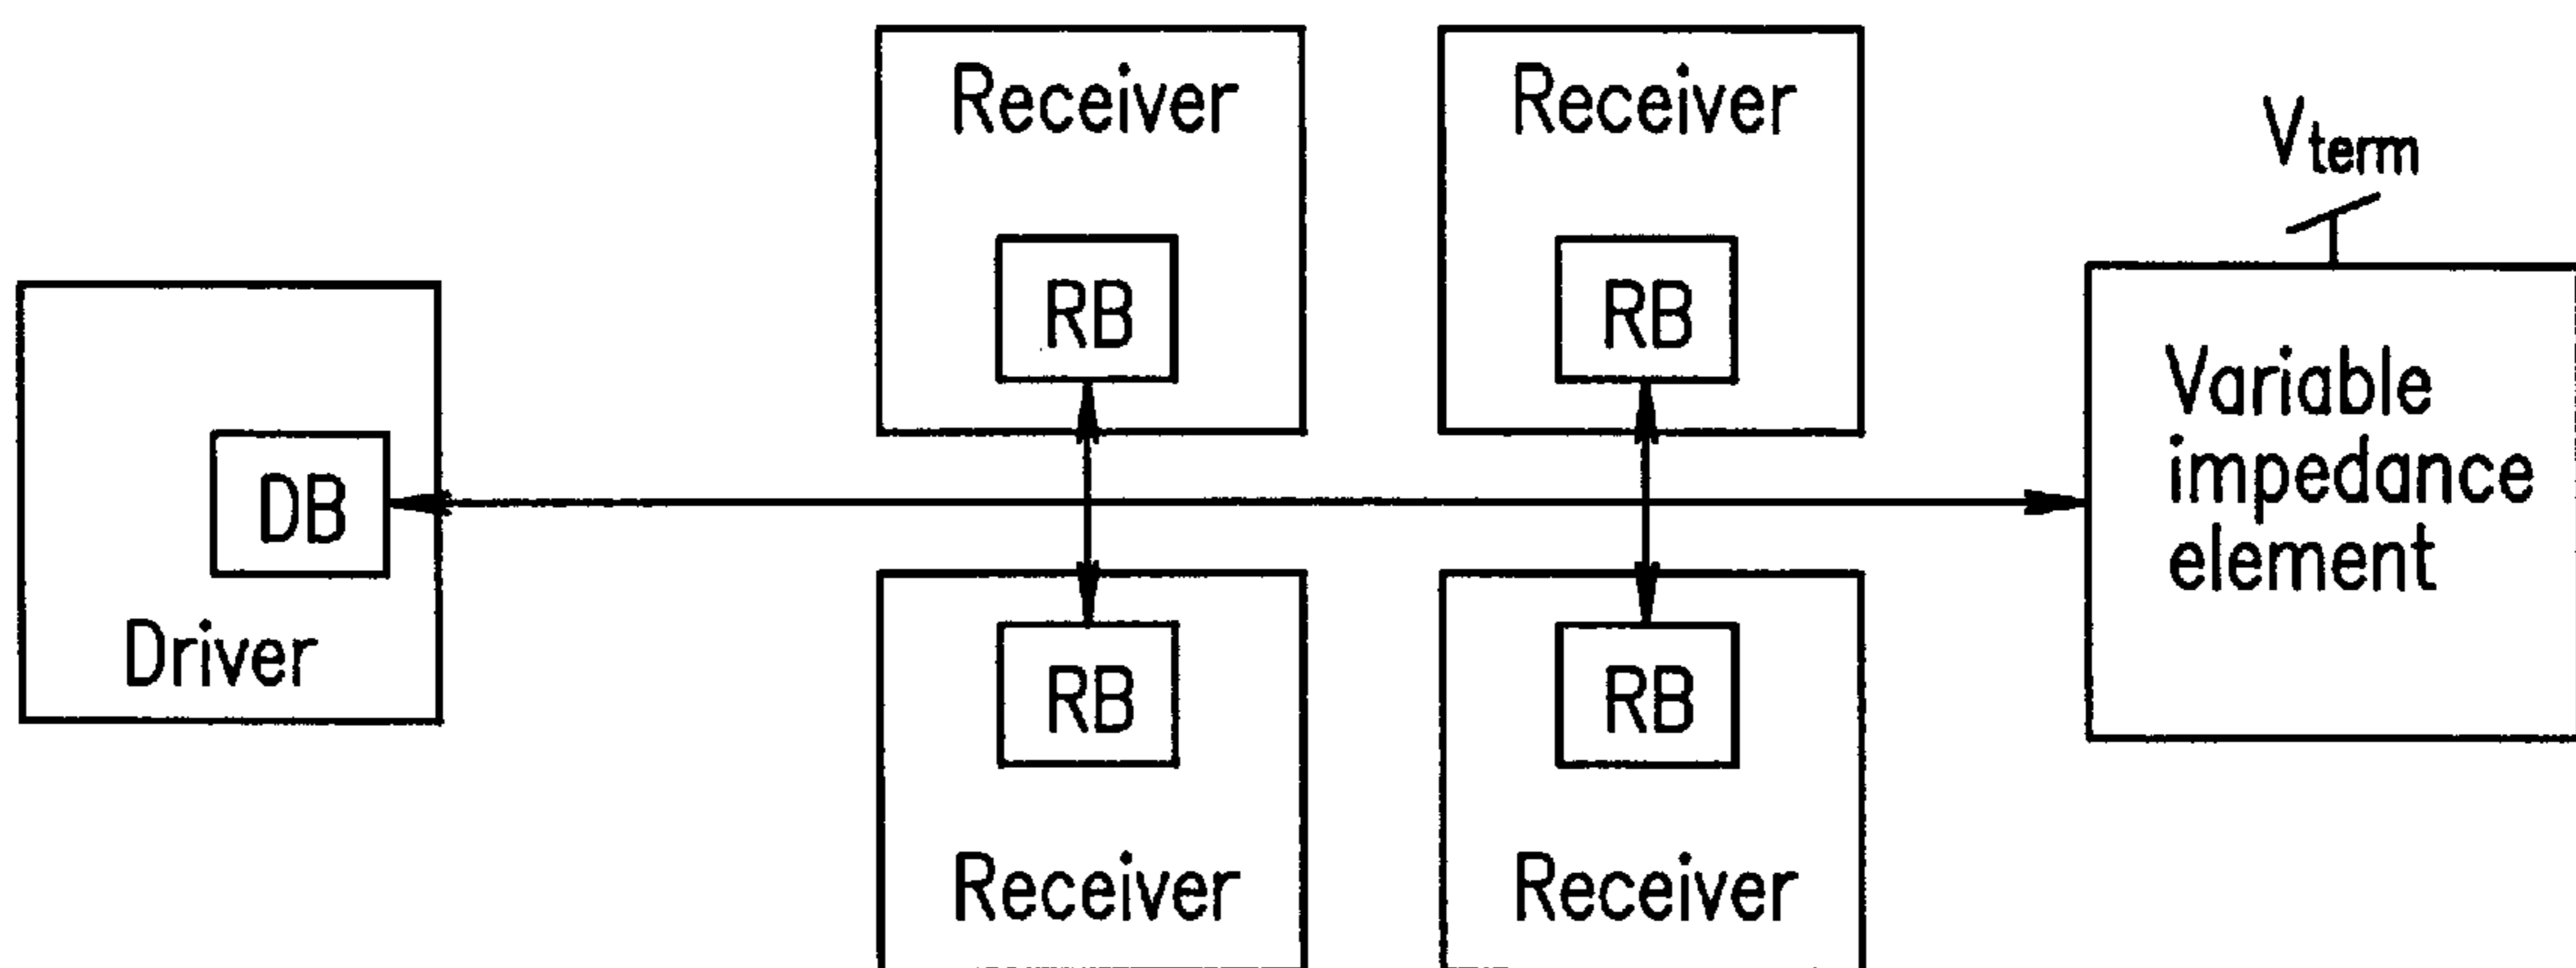 Receiver
Receiver
Vterm
RB
RB
Variable
impedance
element
DB
Driver
RB
RB
Receiver
Receiver